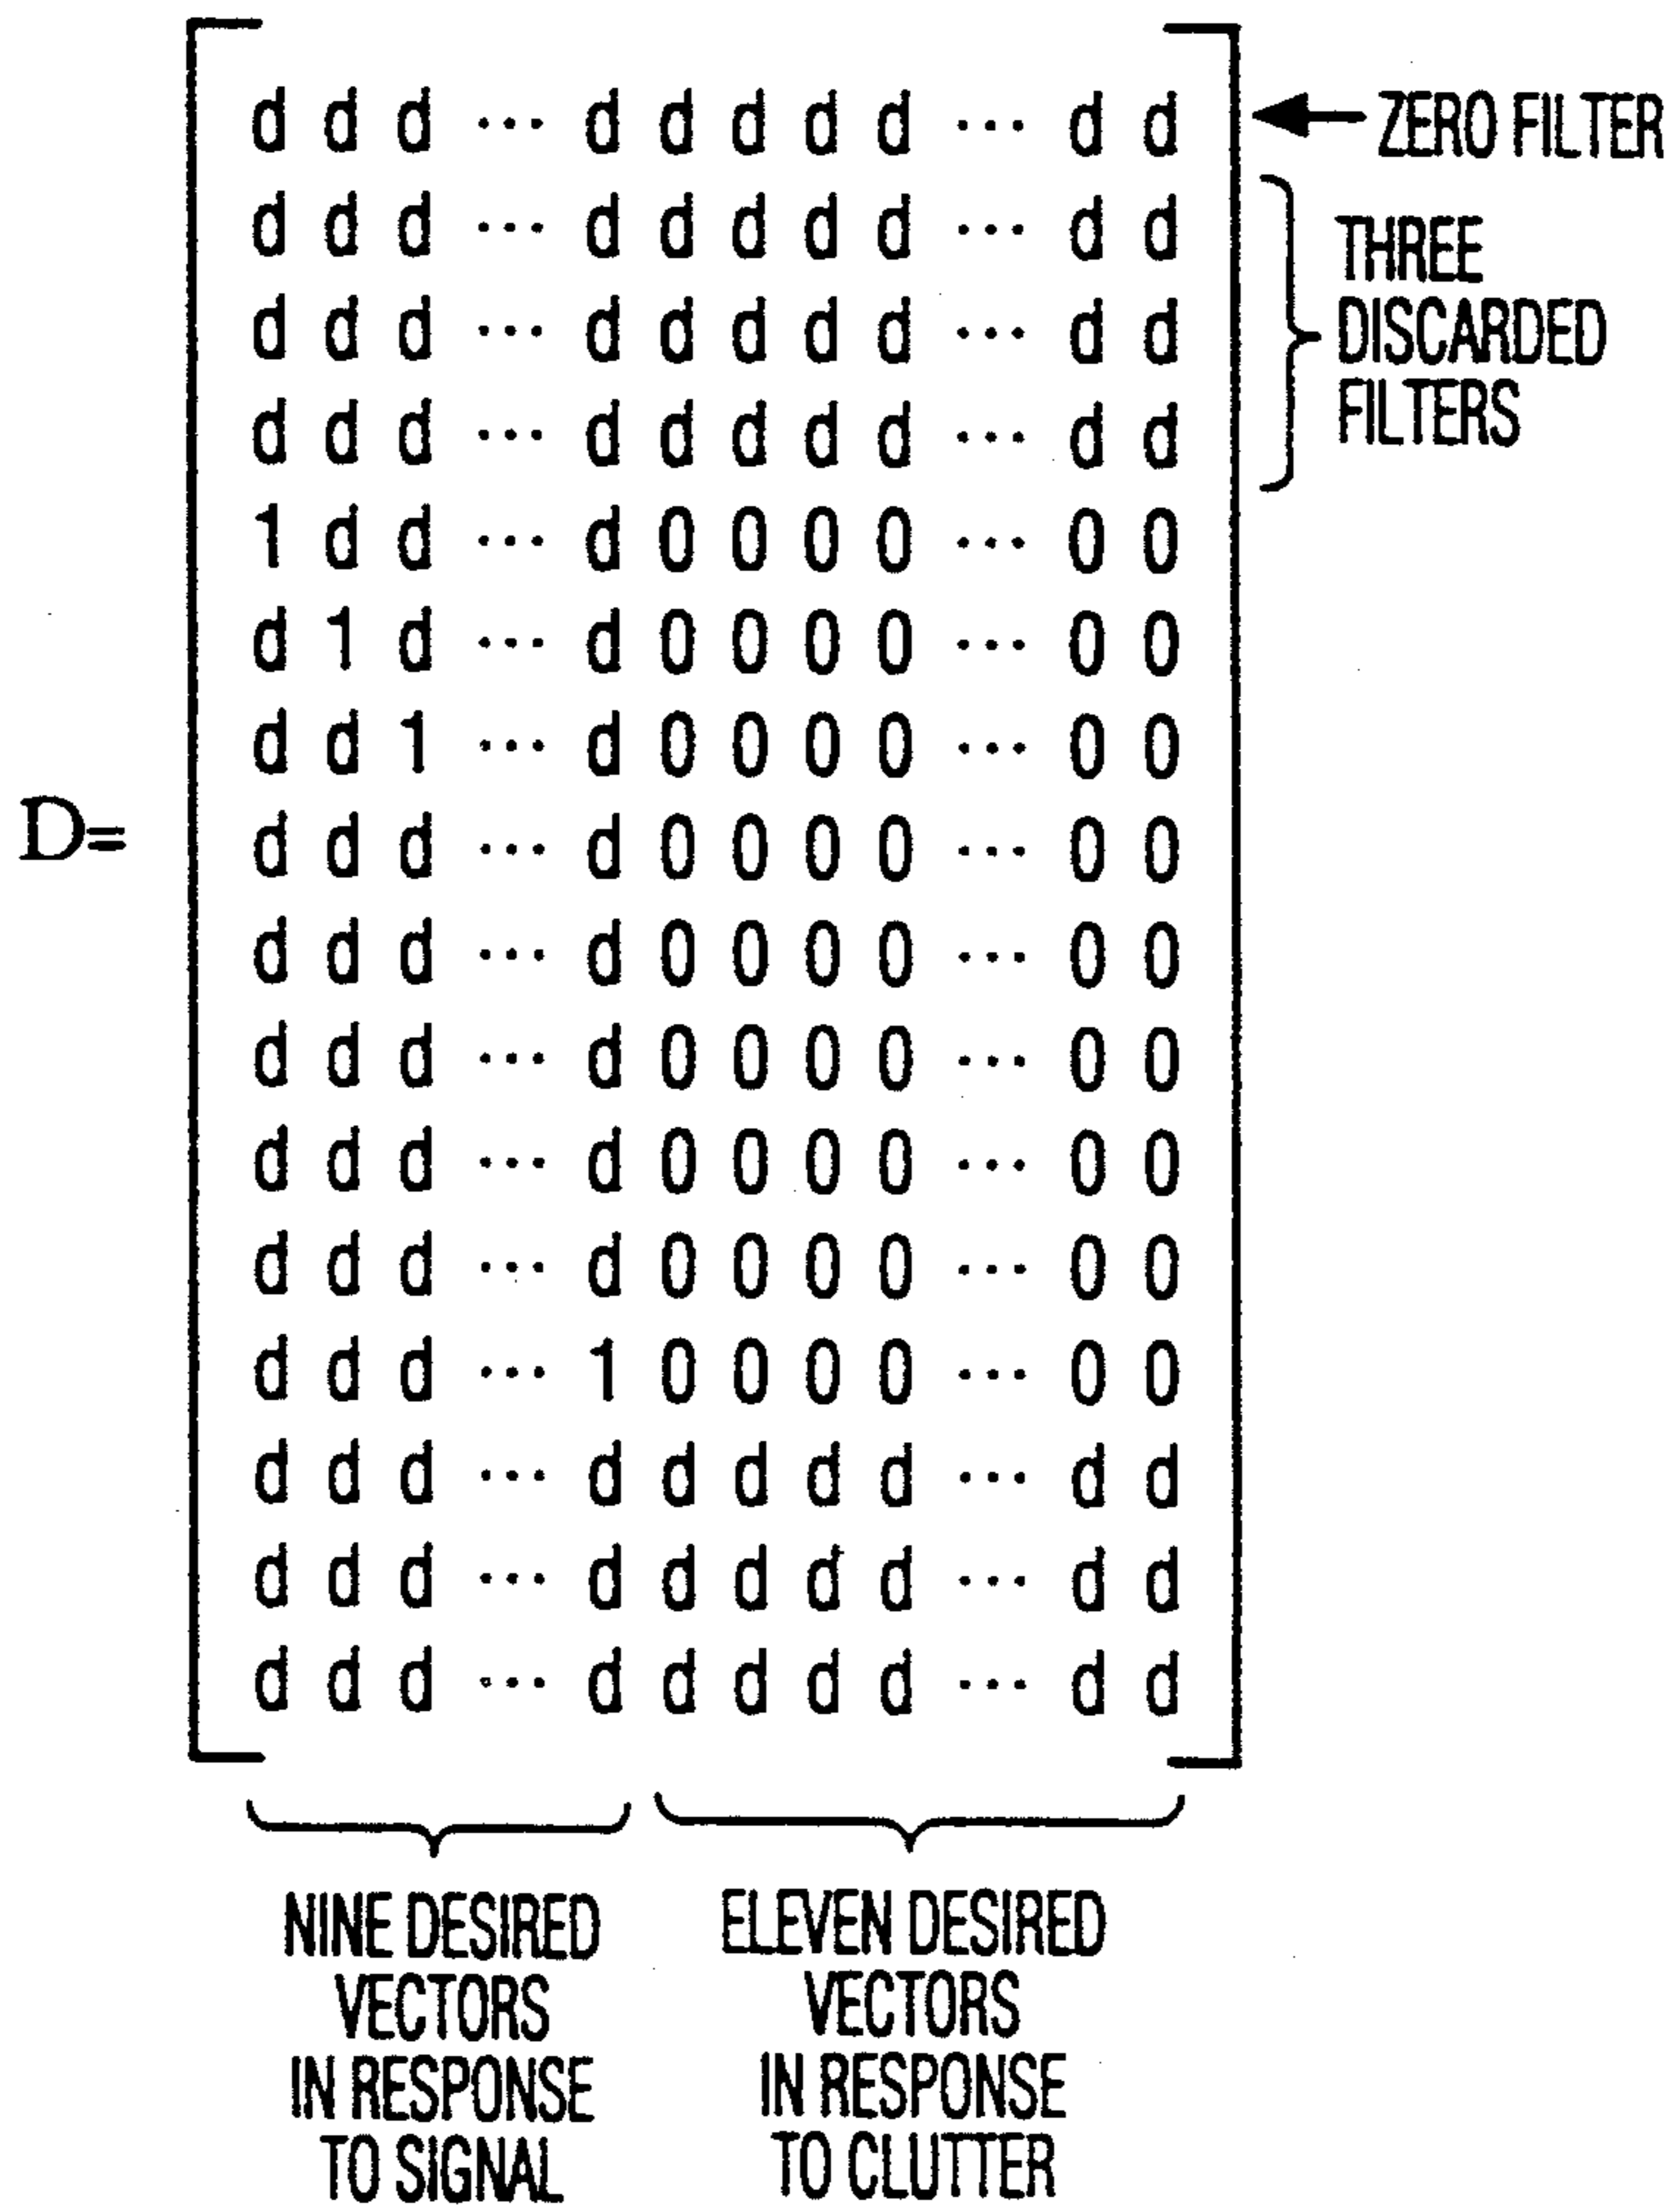 d d d ... d d d d d ... d d ZERO FILTER
d d d ... d d d d d ... d d
d d d ... d d d d d ... d d
d d d ... d d d d d ... d d
THREE
DISCARDED
FILTERS
1 d d ... d 0 0 0 0 ... 0 0
d 1 d ... d 0 0 0 0 ... 0 0
d d 1 ... d 0 0 0 0 ... 0 0
D=
d d d ... d 0 0 0 0 ... 0 0
d d d ... d 0 0 0 0 ... 0 0
d d d ... d 0 0 0 0 ... 0 0
d d d ... d 0 0 0 0 ... 0 0
d d d ... d 0 0 0 0 ... 0 0
d d d ... 1 0 0 0 0 ... 0 0
d d d ... d d d d d ... d d
d d d ... d d d d d ... d d
d d d ... d d d d d ... d d
NINE DESIRED
VECTORS
IN RESPONSE
TO SIGNAL
ELEVEN DESIRED
VECTORS
IN RESPONSE
TO CLUTTER